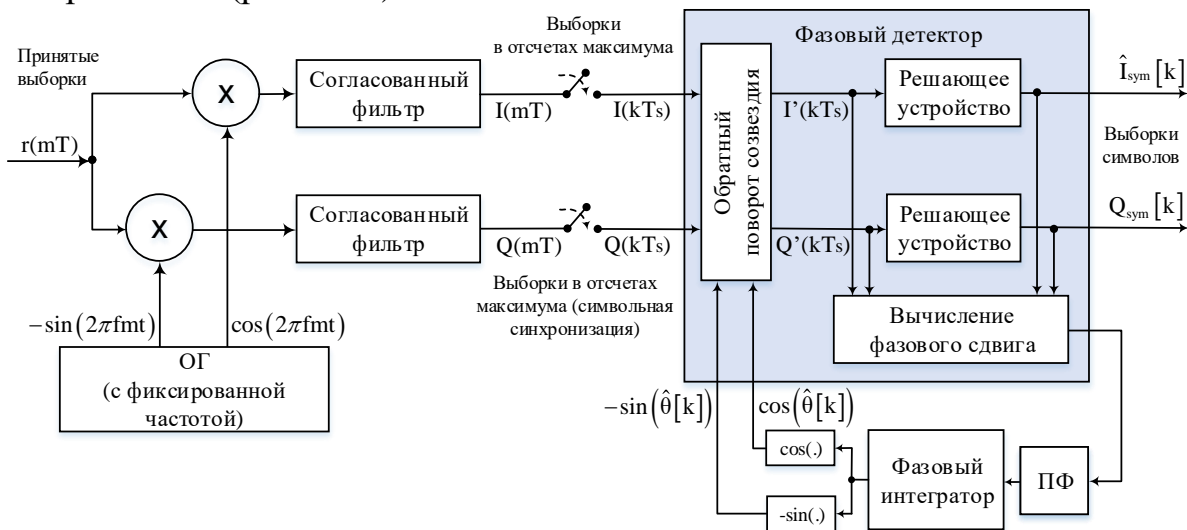 Выборки
в отсчетах
максимума
Фазовый детектор
Принятые
выборки
r(mT)
X
Согласованный
фильтр
I(mT)
I(kTs)
Обратный
поворот созвездия
I’(kTs)
Решающее
устройство
Î_sym [k]
Выборки
символов
X
Согласованный
фильтр
Q(mT)
Q(kTs)
Q’(kTs)
Решающее
устройство
Q_sym [k]
Выборки в отсчетах
максимума (символьная
синхронизация)
−sin(2πfmt)
cos(2πfmt)
Вычисление
фазового сдвига
ОГ
(с фиксированной
частотой)
−sin(θ̂[k])
cos(θ̂[k])
cos(.)
-sin(.)
Фазовый
интегратор
ПФ